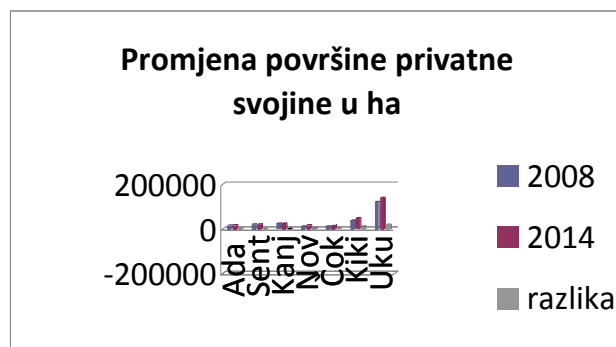 Promjena površine privatne
svojine u ha
200000
0
-200000
Ada
Sent
Kanj.
Nov
Čok
Kiki
Uku
2008
2014
razlika